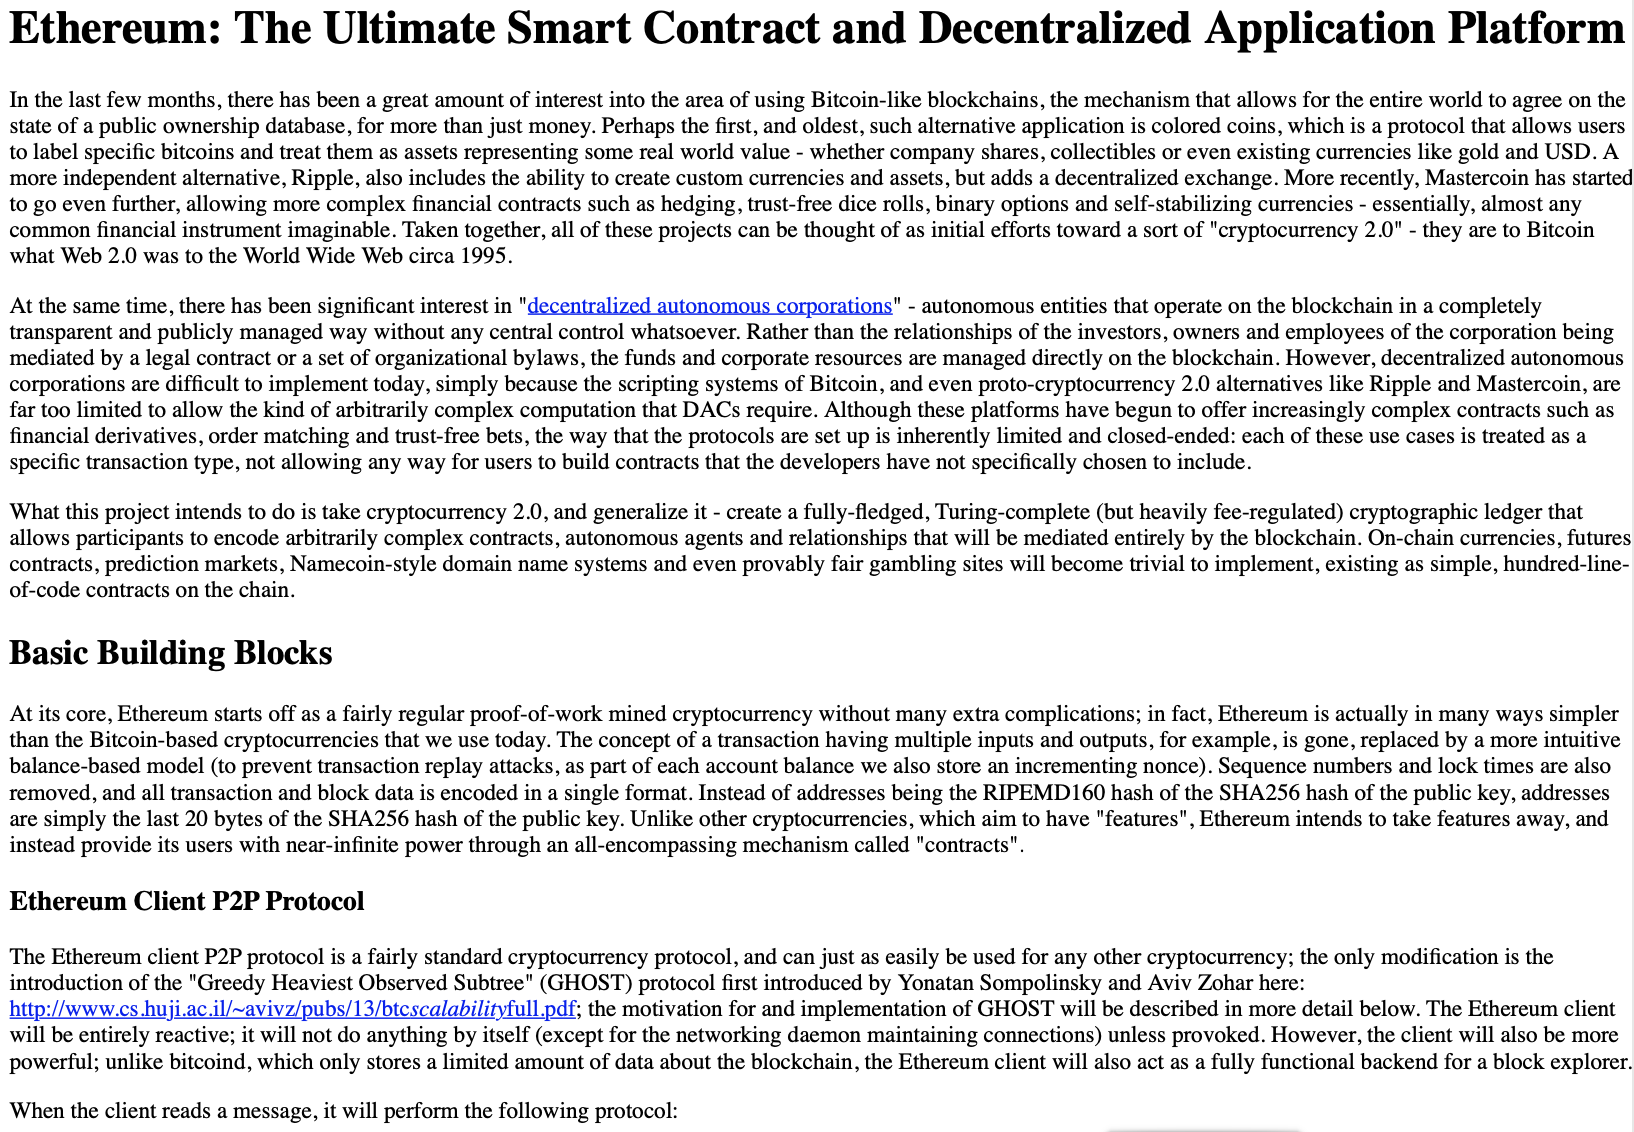 Ethereum: The Ultimate Smart Contract and Decentralized Application Platform
In the last few months, there has been a great amount of interest into the area of using Bitcoin-like blockchains, the mechanism that allows for the entire world to agree on the
state of a public ownership database, for more than just money. Perhaps the first, and oldest, such alternative application is colored coins, which is a protocol that allows users
to label specific bitcoins and treat them as assets representing some real world value - whether company shares, collectibles or even existing currencies like gold and USD. A
more independent alternative, Ripple, also includes the ability to create custom currencies and assets, but adds a decentralized exchange. More recently, Mastercoin has started
to go even further, allowing more complex financial contracts such as hedging, trust-free dice rolls, binary options and self-stabilizing currencies - essentially, almost any
common financial instrument imaginable. Taken together, all of these projects can be thought of as initial efforts toward a sort of "cryptocurrency 2.0" - they are to Bitcoin
what Web 2.0 was to the World Wide Web circa 1995.
At the same time, there has been significant interest in "decentralized autonomous corporations" - autonomous entities that operate on the blockchain in a completely
transparent and publicly managed way without any central control whatsoever. Rather than the relationships of the investors, owners and employees of the corporation being
mediated by a legal contract or a set of organizational bylaws, the funds and corporate resources are managed directly on the blockchain. However, decentralized autonomous
corporations are difficult to implement today, simply because the scripting systems of Bitcoin, and even proto-cryptocurrency 2.0 alternatives like Ripple and Mastercoin, are
far too limited to allow the kind of arbitrarily complex computation that DACs require. Although these platforms have begun to offer increasingly complex contracts such as
financial derivatives, order matching and trust-free bets, the way that the protocols are set up is inherently limited and closed-ended: each of these use cases is treated as a
specific transaction type, not allowing any way for users to build contracts that the developers have not specifically chosen to include.
What this project intends to do is take cryptocurrency 2.0, and generalize it - create a fully-fledged, Turing-complete (but heavily fee-regulated) cryptographic ledger that
allows participants to encode arbitrarily complex contracts, autonomous agents and relationships that will be mediated entirely by the blockchain. On-chain currencies, futures
contracts, prediction markets, Namecoin-style domain name systems and even provably fair gambling sites will become trivial to implement, existing as simple, hundred-line-
of-code contracts on the chain.
Basic Building Blocks
At its core, Ethereum starts off as a fairly regular proof-of-work mined cryptocurrency without many extra complications; in fact, Ethereum is actually in many ways simpler
than the Bitcoin-based cryptocurrencies that we use today. The concept of a transaction having multiple inputs and outputs, for example, is gone, replaced by a more intuitive
balance-based model (to prevent transaction replay attacks, as part of each account balance we also store an incrementing nonce). Sequence numbers and lock times are also
removed, and all transaction and block data is encoded in a single format. Instead of addresses being the RIPEMD160 hash of the SHA256 hash of the public key, addresses
are simply the last 20 bytes of the SHA256 hash of the public key. Unlike other cryptocurrencies, which aim to have "features", Ethereum intends to take features away, and
instead provide its users with near-infinite power through an all-encompassing mechanism called "contracts".
Ethereum Client P2P Protocol
The Ethereum client P2P protocol is a fairly standard cryptocurrency protocol, and can just as easily be used for any other cryptocurrency; the only modification is the
introduction of the "Greedy Heaviest Observed Subtree" (GHOST) protocol first introduced by Yonatan Sompolinsky and Aviv Zohar here:
http://www.cs.huji.ac.il/~avivz/pubs/13/btcscalabilityfull.pdf; the motivation for and implementation of GHOST will be described in more detail below. The Ethereum client
will be entirely reactive; it will not do anything by itself (except for the networking daemon maintaining connections) unless provoked. However, the client will also be more
powerful; unlike bitcoind, which only stores a limited amount of data about the blockchain, the Ethereum client will also act as a fully functional backend for a block explorer.
When the client reads a message, it will perform the following protocol: